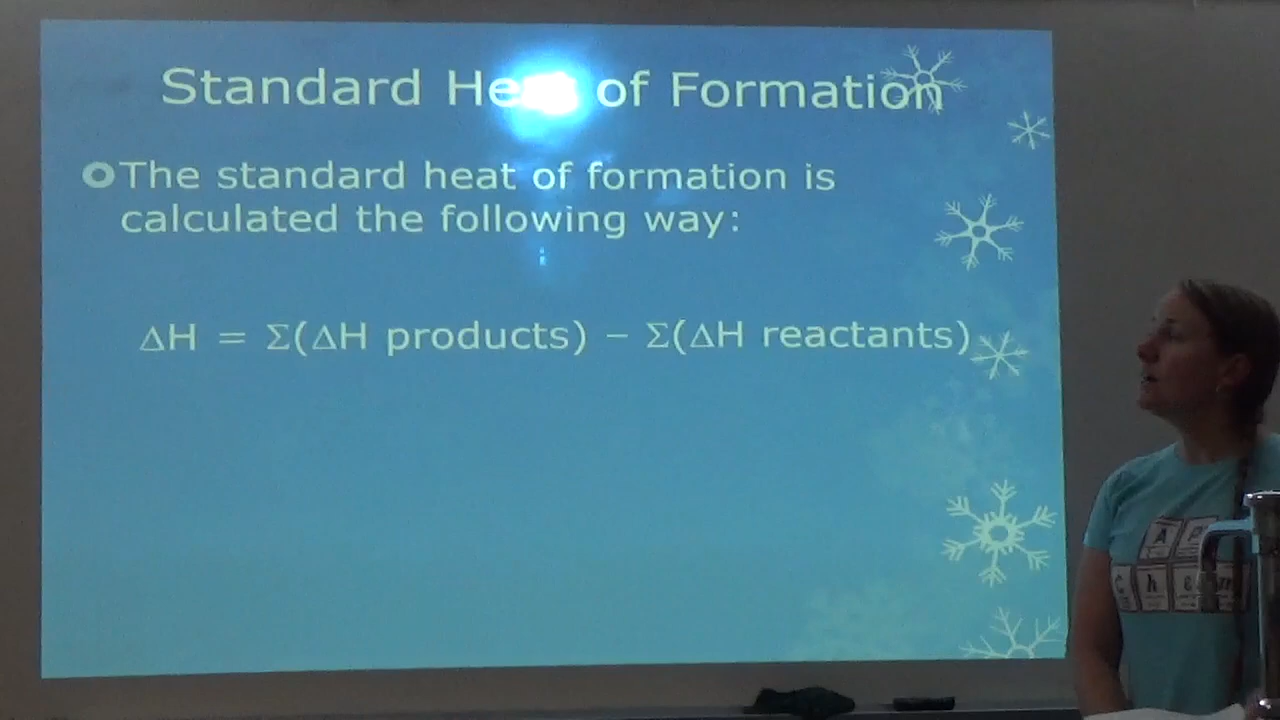 Standard Heat of Formation
The standard heat of formation is
calculated the following way:
ΔH = Σ(ΔH products) – Σ(ΔH reactants)
A P
C h e m